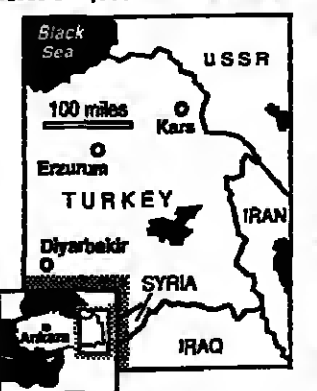 Black
Sea
USSR
100 miles
Kars
Erzurum
TURKEY
IRAN
Diyarbakir
SYRIA
Ankara
IRAQ